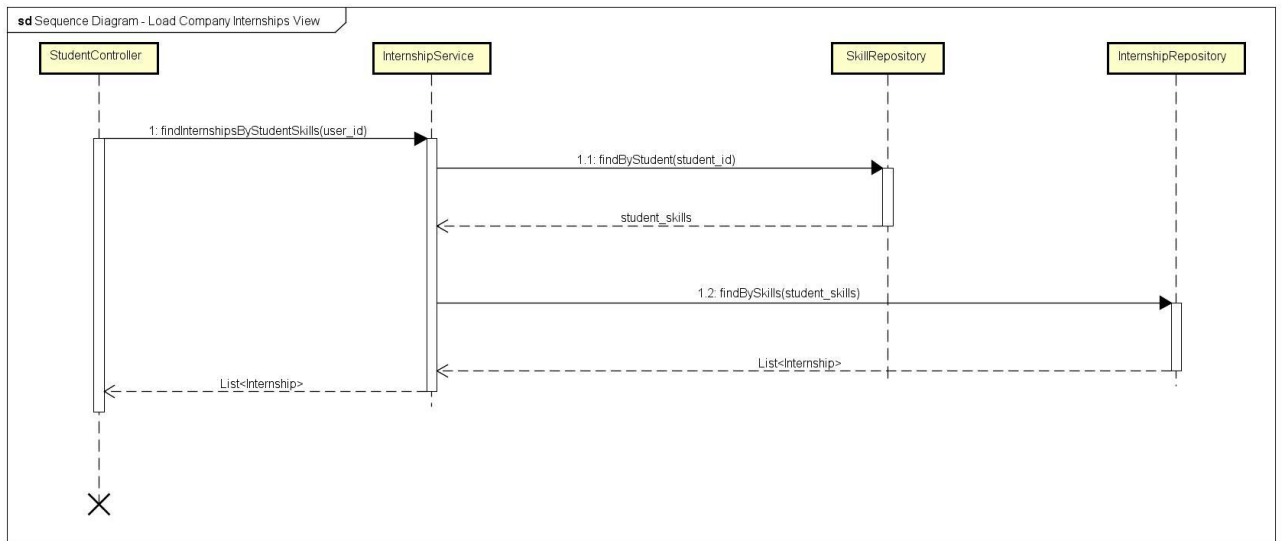 sd Sequence Diagram - Load Company Internships View
StudentController
InternshipService
SkillRepository
InternshipRepository
1: findInternshipsByStudentSkills(user_id)
1.1: findByStudent(student_id)
student_skills
1.2: findBySkills(student_skills)
List<Internship>
List<Internship>